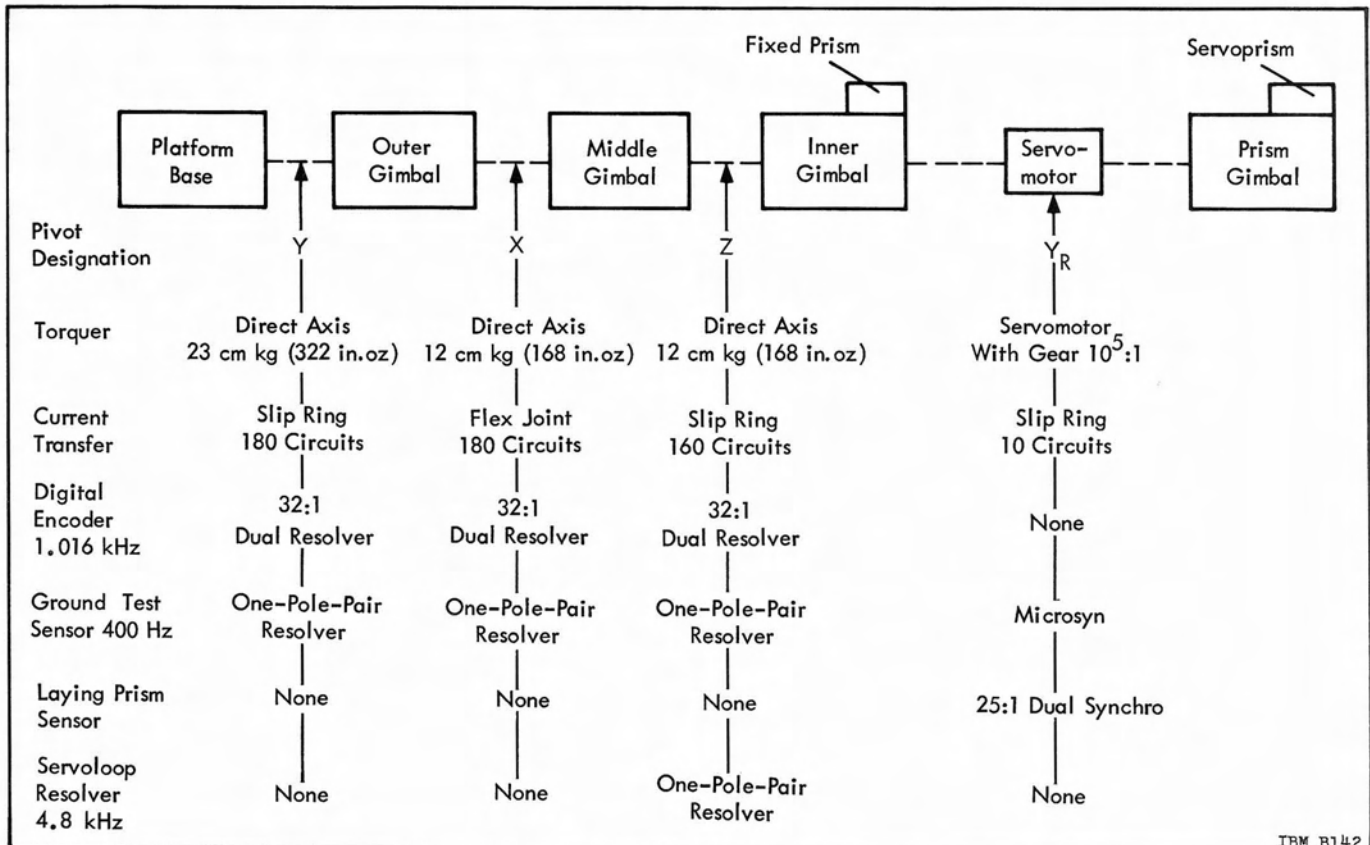 Fixed Prism
Servoprism
Platform
Base
Outer
Gimbal
Middle
Gimbal
Inner
Gimbal
Servo-
motor
Prism
Gimbal
Pivot
Designation
Y
X
Z
YR
Torquer
Direct Axis
23 cm kg (322 in.oz)
Direct Axis
12 cm kg (168 in.oz)
Direct Axis
12 cm kg (168 in.oz)
Servomotor
With Gear 10⁵:1
Current
Transfer
Slip Ring
180 Circuits
Flex Joint
180 Circuits
Slip Ring
160 Circuits
Slip Ring
10 Circuits
Digital
Encoder
1.016 kHz
32:1
Dual Resolver
32:1
Dual Resolver
32:1
Dual Resolver
None
Ground Test
Sensor 400 Hz
One-Pole-Pair
Resolver
One-Pole-Pair
Resolver
One-Pole-Pair
Resolver
Microsyn
Laying Prism
Sensor
None
None
None
25:1 Dual Synchro
Servoloop
Resolver
4.8 kHz
None
None
One-Pole-Pair
Resolver
None
IBM B142